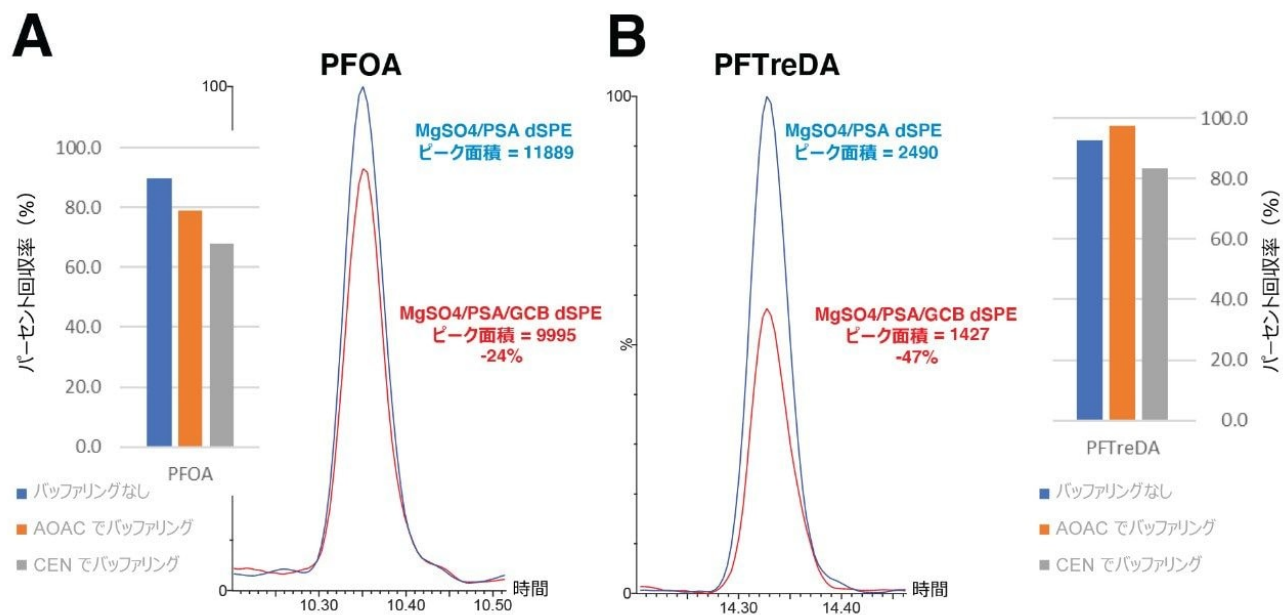 A
PFOA
100
MgSO4/PSA dSPE
ピーク面積 = 11889
MgSO4/PSA/GCB dSPE
ピーク面積 = 9995
-24%
パーセント回収率（%）
100.0
80.0
60.0
40.0
20.0
0.0
PFOA
バッファリングなし
AOAC でバッファリング
CEN でバッファリング
0
10.30
10.40
10.50
時間
B
PFTreDA
100
%
0
MgSO4/PSA dSPE
ピーク面積 = 2490
MgSO4/PSA/GCB dSPE
ピーク面積 = 1427
-47%
14.30
14.40
時間
100.0
80.0
60.0
40.0
20.0
0.0
パーセント回収率（%）
PFTreDA
バッファリングなし
AOAC でバッファリング
CEN でバッファリング